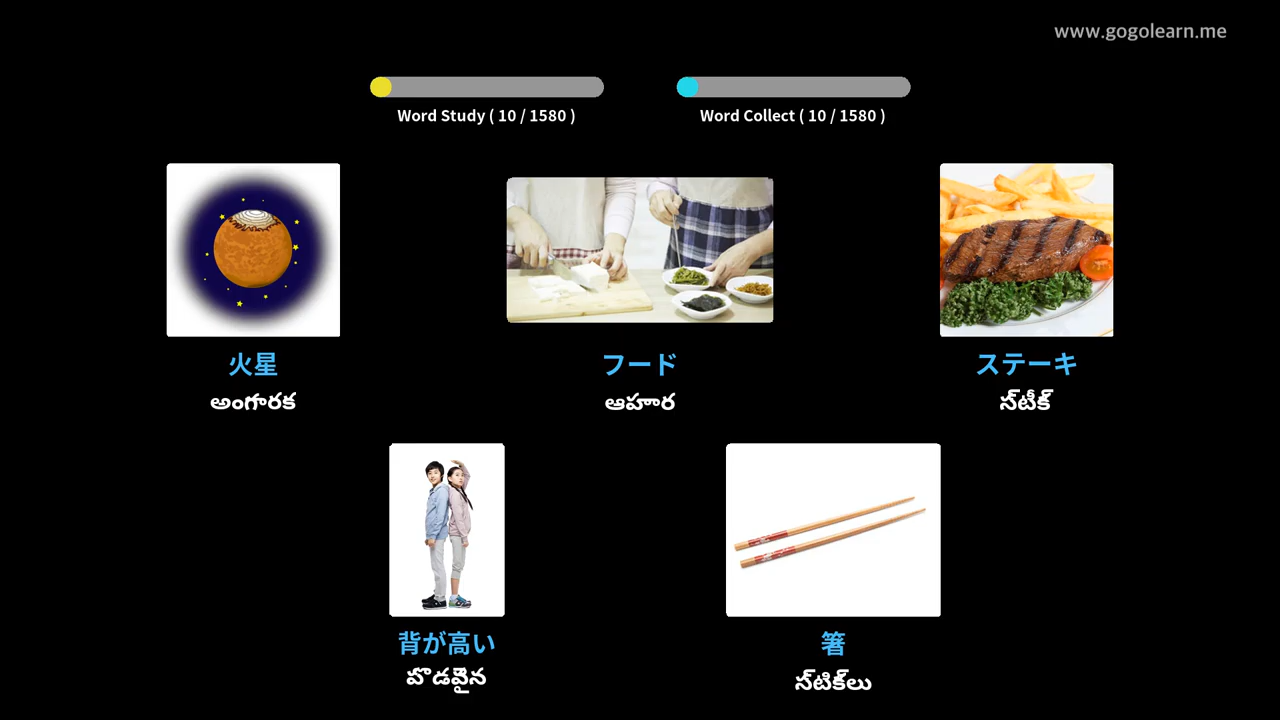 www.gogolearn.me
Word Study ( 10 / 1580 )
Word Collect ( 10 / 1580 )
火星
అంగారక
フード
ఆహార
ステーキ
స్‌టీక్
背が高い
పొడవైన
箸
స్‌టిక్‌లు